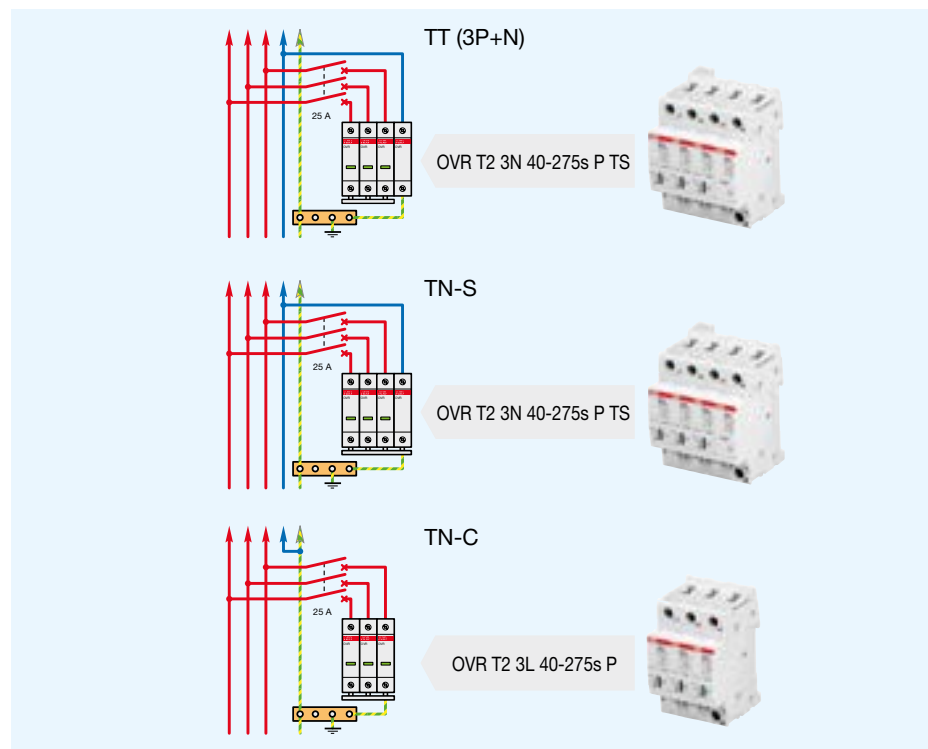 TT (3P+N)
25 A
OVR T2 3N 40-275s P TS
TN-S
25 A
OVR T2 3N 40-275s P TS
TN-C
25 A
OVR T2 3L 40-275s P